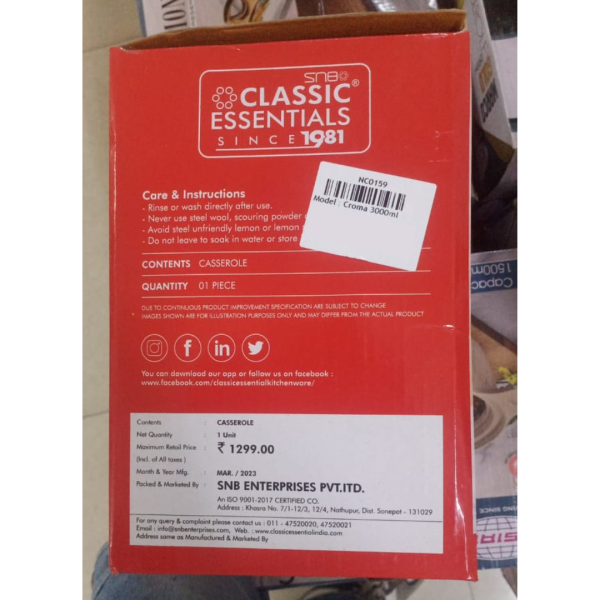 SNB
CLASSIC®
ESSENTIALS
SINCE 1981
NC0159
Model : Croma 3000ml
Care & Instructions
- Rinse or wash directly after use.
- Never use steel wool, scouring powder
- Avoid steel unfriendly lemon or lemon
- Do not leave to soak in water or store
CONTENTS CASSEROLE
QUANTITY 01 PIECE
DUE TO CONTINUOUS PRODUCT IMPROVEMENT SPECIFICATION ARE SUBJECT TO CHANGE
IMAGES SHOWN ARE FOR ILLUSTRATION PURPOSES ONLY AND MAY DIFFER FROM THE ACTUAL PRODUCT
You can download our app or follow us on facebook :
www.facebook.com/classicessentialkitchenware/
Contents : CASSEROLE
Net Quantity : 1 Unit
Maximum Retail Price : ₹ 1299.00
(Incl. of All taxes )
Month & Year Mfg. : MAR. / 2023
Packed & Marketed By : SNB ENTERPRISES PVT.lTD.
An ISO 9001-2017 CERTIFIED CO.
Address : Khasra No. 7/1-12/3, 12/4, Nathupur, Dist. Sonepat - 131029
For any query & complaint please contact us : 011 - 47520020, 47520021
Email : info@snbenterprises.com, Web. : www.classicessentialindia.com
Address same as Manufactured & Marketed By
Capac
1500m